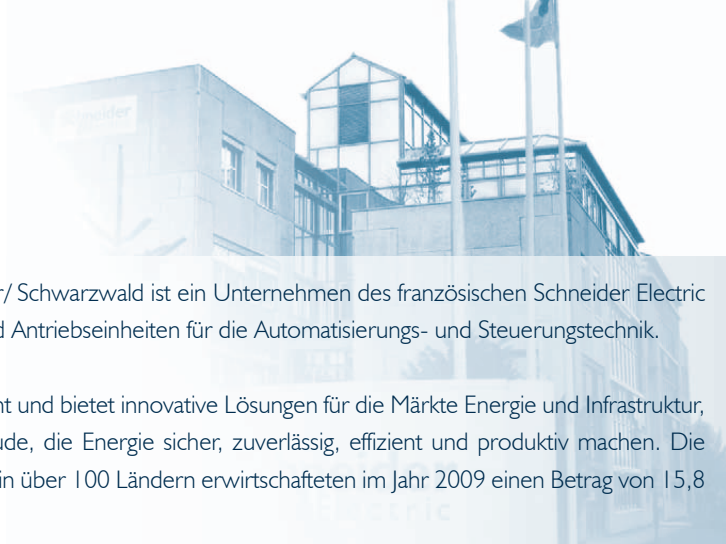 Schneider
r/ Schwarzwald ist ein Unternehmen des französischen Schneider Electric
d Antriebseinheiten für die Automatisierungs- und Steuerungstechnik.
nt und bietet innovative Lösungen für die Märkte Energie und Infrastruktur,
ude, die Energie sicher, zuverlässig, effizient und produktiv machen. Die
in über 100 Ländern erwirtschafteten im Jahr 2009 einen Betrag von 15,8
Electric